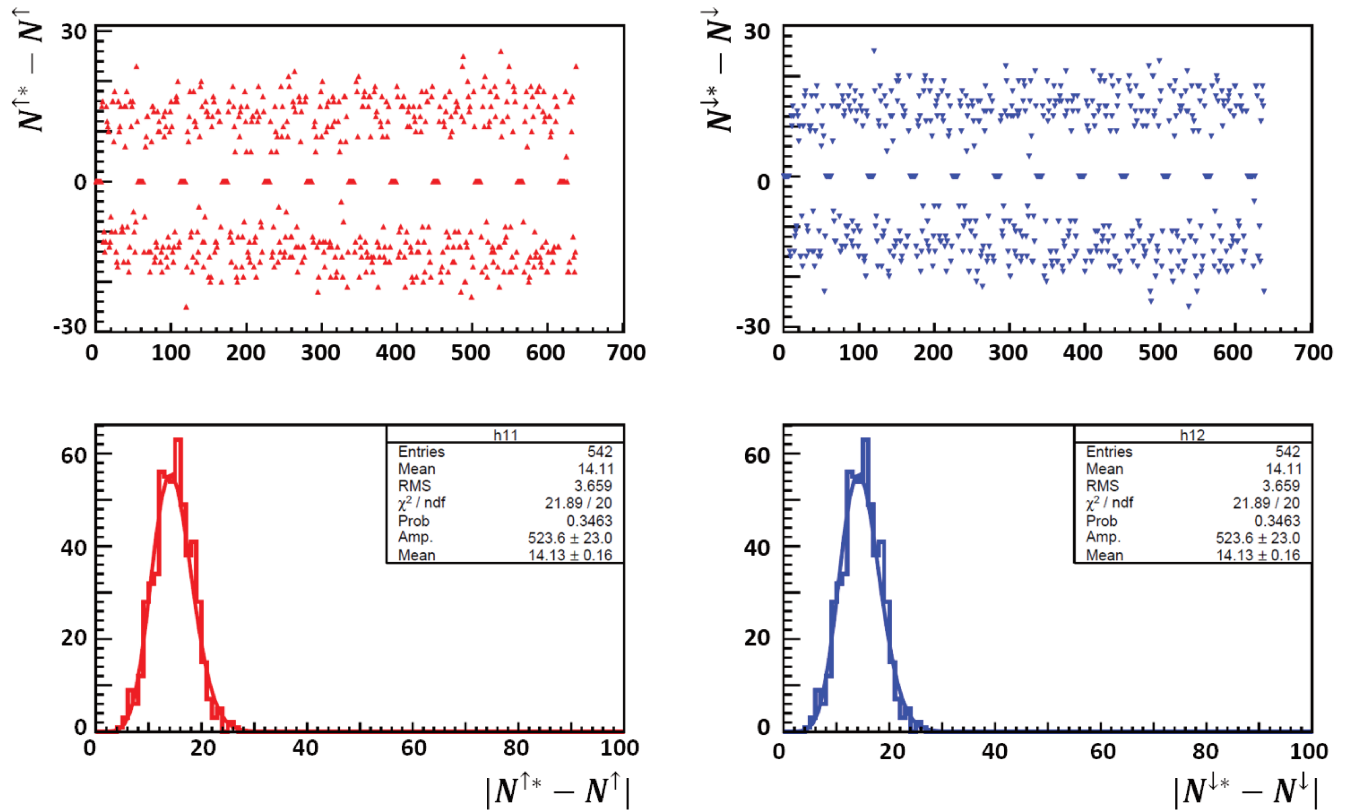 30
N↑* − N↑
0
-30
0 100 200 300 400 500 600 700
30
N↓* − N↓
0
-30
0 100 200 300 400 500 600 700
60
40
20
0
h11
Entries 542
Mean 14.11
RMS 3.659
χ² / ndf 21.89 / 20
Prob 0.3463
Amp. 523.6 ± 23.0
Mean 14.13 ± 0.16
0 20 40 60 80 100
|N↑* − N↑|
60
40
20
0
h12
Entries 542
Mean 14.11
RMS 3.659
χ² / ndf 21.89 / 20
Prob 0.3463
Amp. 523.6 ± 23.0
Mean 14.13 ± 0.16
0 20 40 60 80 100
|N↓* − N↓|